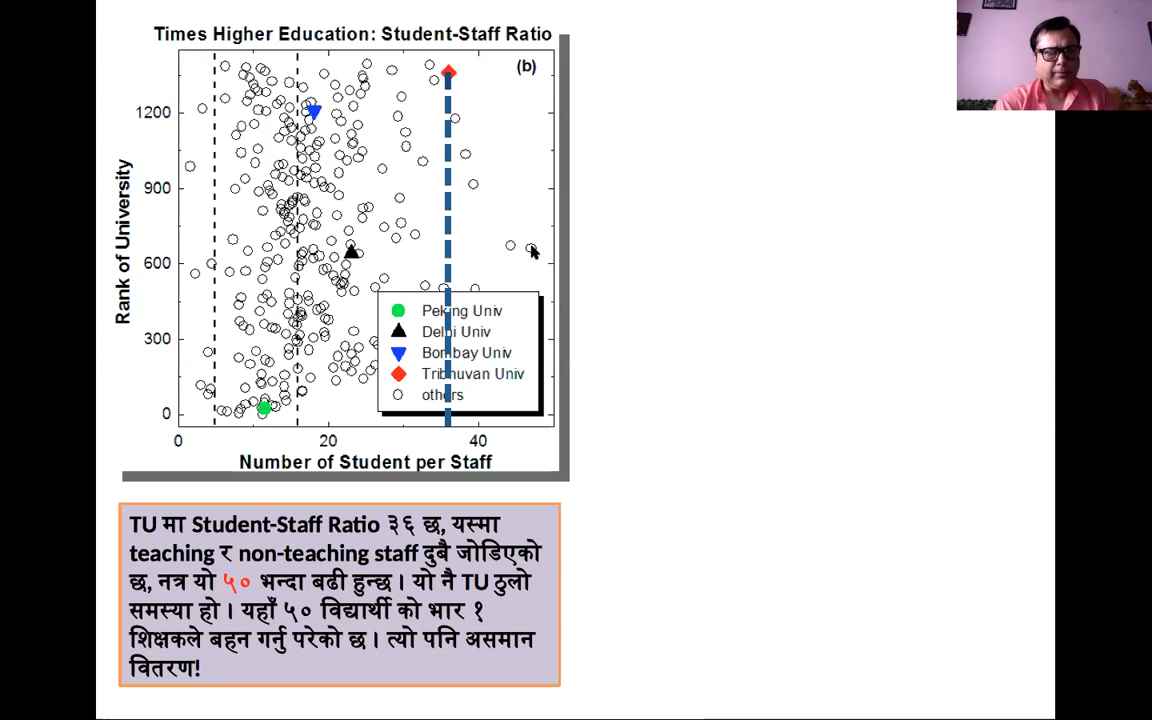 Times Higher Education: Student-Staff Ratio
(b)
1200
900
600
300
0
Rank of University
Peking Univ
Delhi Univ
Bombay Univ
Tribhuvan Univ
others
0 20 40
Number of Student per Staff
TU मा Student-Staff Ratio ३६ छ, यस्मा
teaching र non-teaching staff दुबै जोडिएको
छ, नत्र यो ५० भन्दा बढी हुन्छ । यो नै TU ठुलो
समस्या हो । यहाँ ५० विद्यार्थी को भार १
शिक्षकले बहन गर्नु परेको छ । त्यो पनि असमान
वितरण!